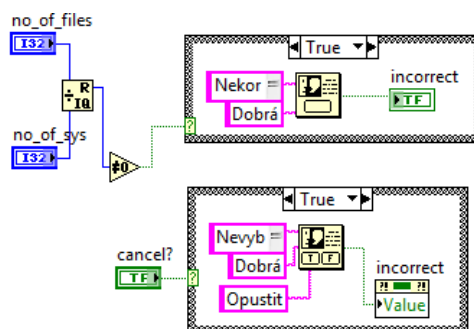 no_of_files
I32
R
IQ
no_of_sys
I32
≠0
?
True
Nekor
Dobrá
incorrect
TF
True
Nevyb
Dobrá
Opustit
T F
cancel?
TF
?
incorrect
?! ?!
Value